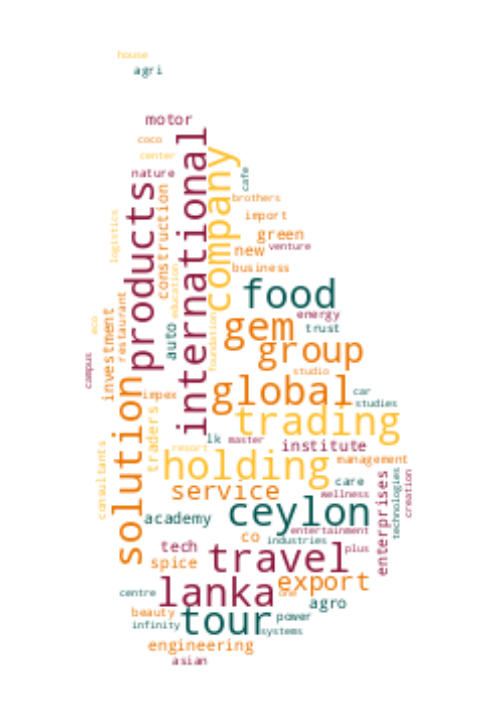 house
agri
motor
coco
center
nature
international
company
products
cafe
brothers
construction
import
logistics
green
new
venture
business
education
food
energy
gem
trust
auto
investment
restaurant
foundation
eco
group
campus
studio
global
car
studies
impex
solution
traders
trading
lk
master
institute
resort
consultants
holding
management
care
service
wellness
enterprises
technologies
creation
ceylon
academy
entertainment
co
industries
tech
plus
travel
spice
export
lanka
one
centre
agro
beauty
tour
power
infinity
systems
engineering
asian